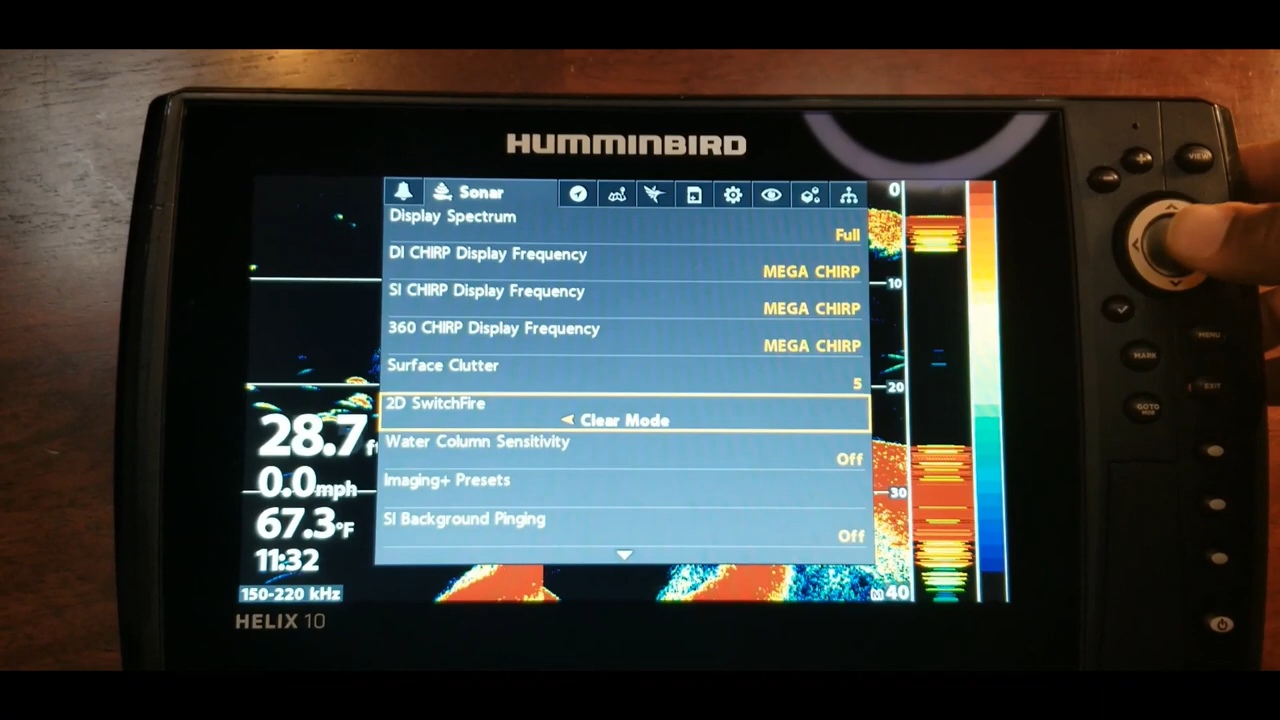 HUMMINBIRD
Sonar
Display Spectrum
Full
DI CHIRP Display Frequency
MEGA CHIRP
SI CHIRP Display Frequency
MEGA CHIRP
360 CHIRP Display Frequency
MEGA CHIRP
Surface Clutter
5
2D SwitchFire
Clear Mode
Water Column Sensitivity
Off
Imaging+ Presets
SI Background Pinging
Off
0
10
20
30
40
28.7
0.0mph
67.3°F
11:32
150-220 kHz
HELIX 10
VIEW
MENU
MARK
EXIT
GOTO
MOB